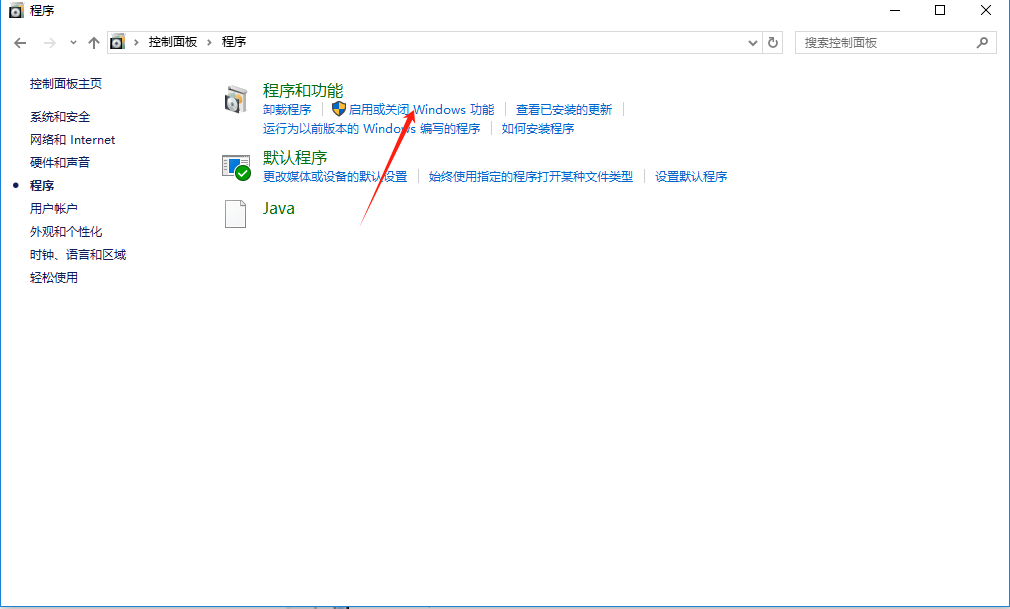 程序
控制面板 程序
搜索控制面板
控制面板主页
系统和安全
网络和 Internet
硬件和声音
程序
用户帐户
外观和个性化
时钟、语言和区域
轻松使用
程序和功能
卸载程序 启用或关闭 Windows 功能 查看已安装的更新
运行为以前版本的 Windows 编写的程序 如何安装程序
默认程序
更改媒体或设备的默认设置 始终使用指定的程序打开某种文件类型 设置默认程序
Java